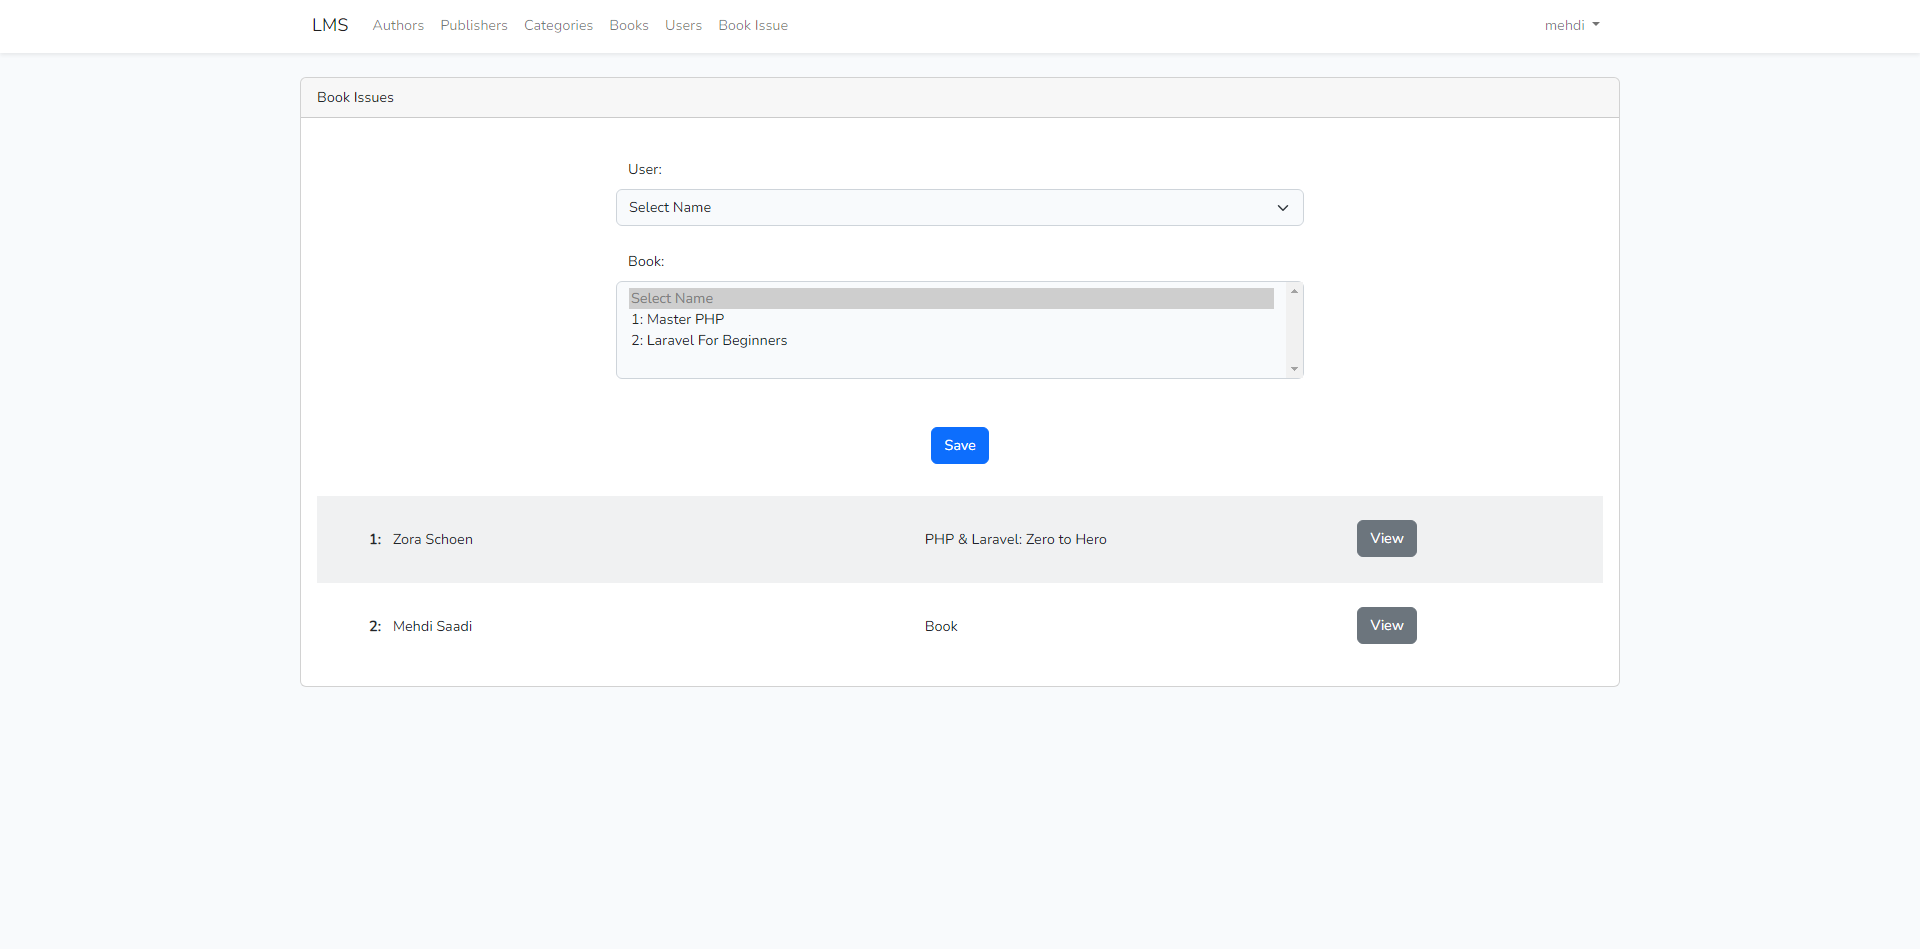 LMS Authors Publishers Categories Books Users Book Issue mehdi
Book Issues
User:
Select Name
Book:
Select Name
1: Master PHP
2: Laravel For Beginners
Save
1: Zora Schoen PHP & Laravel: Zero to Hero View
2: Mehdi Saadi Book View